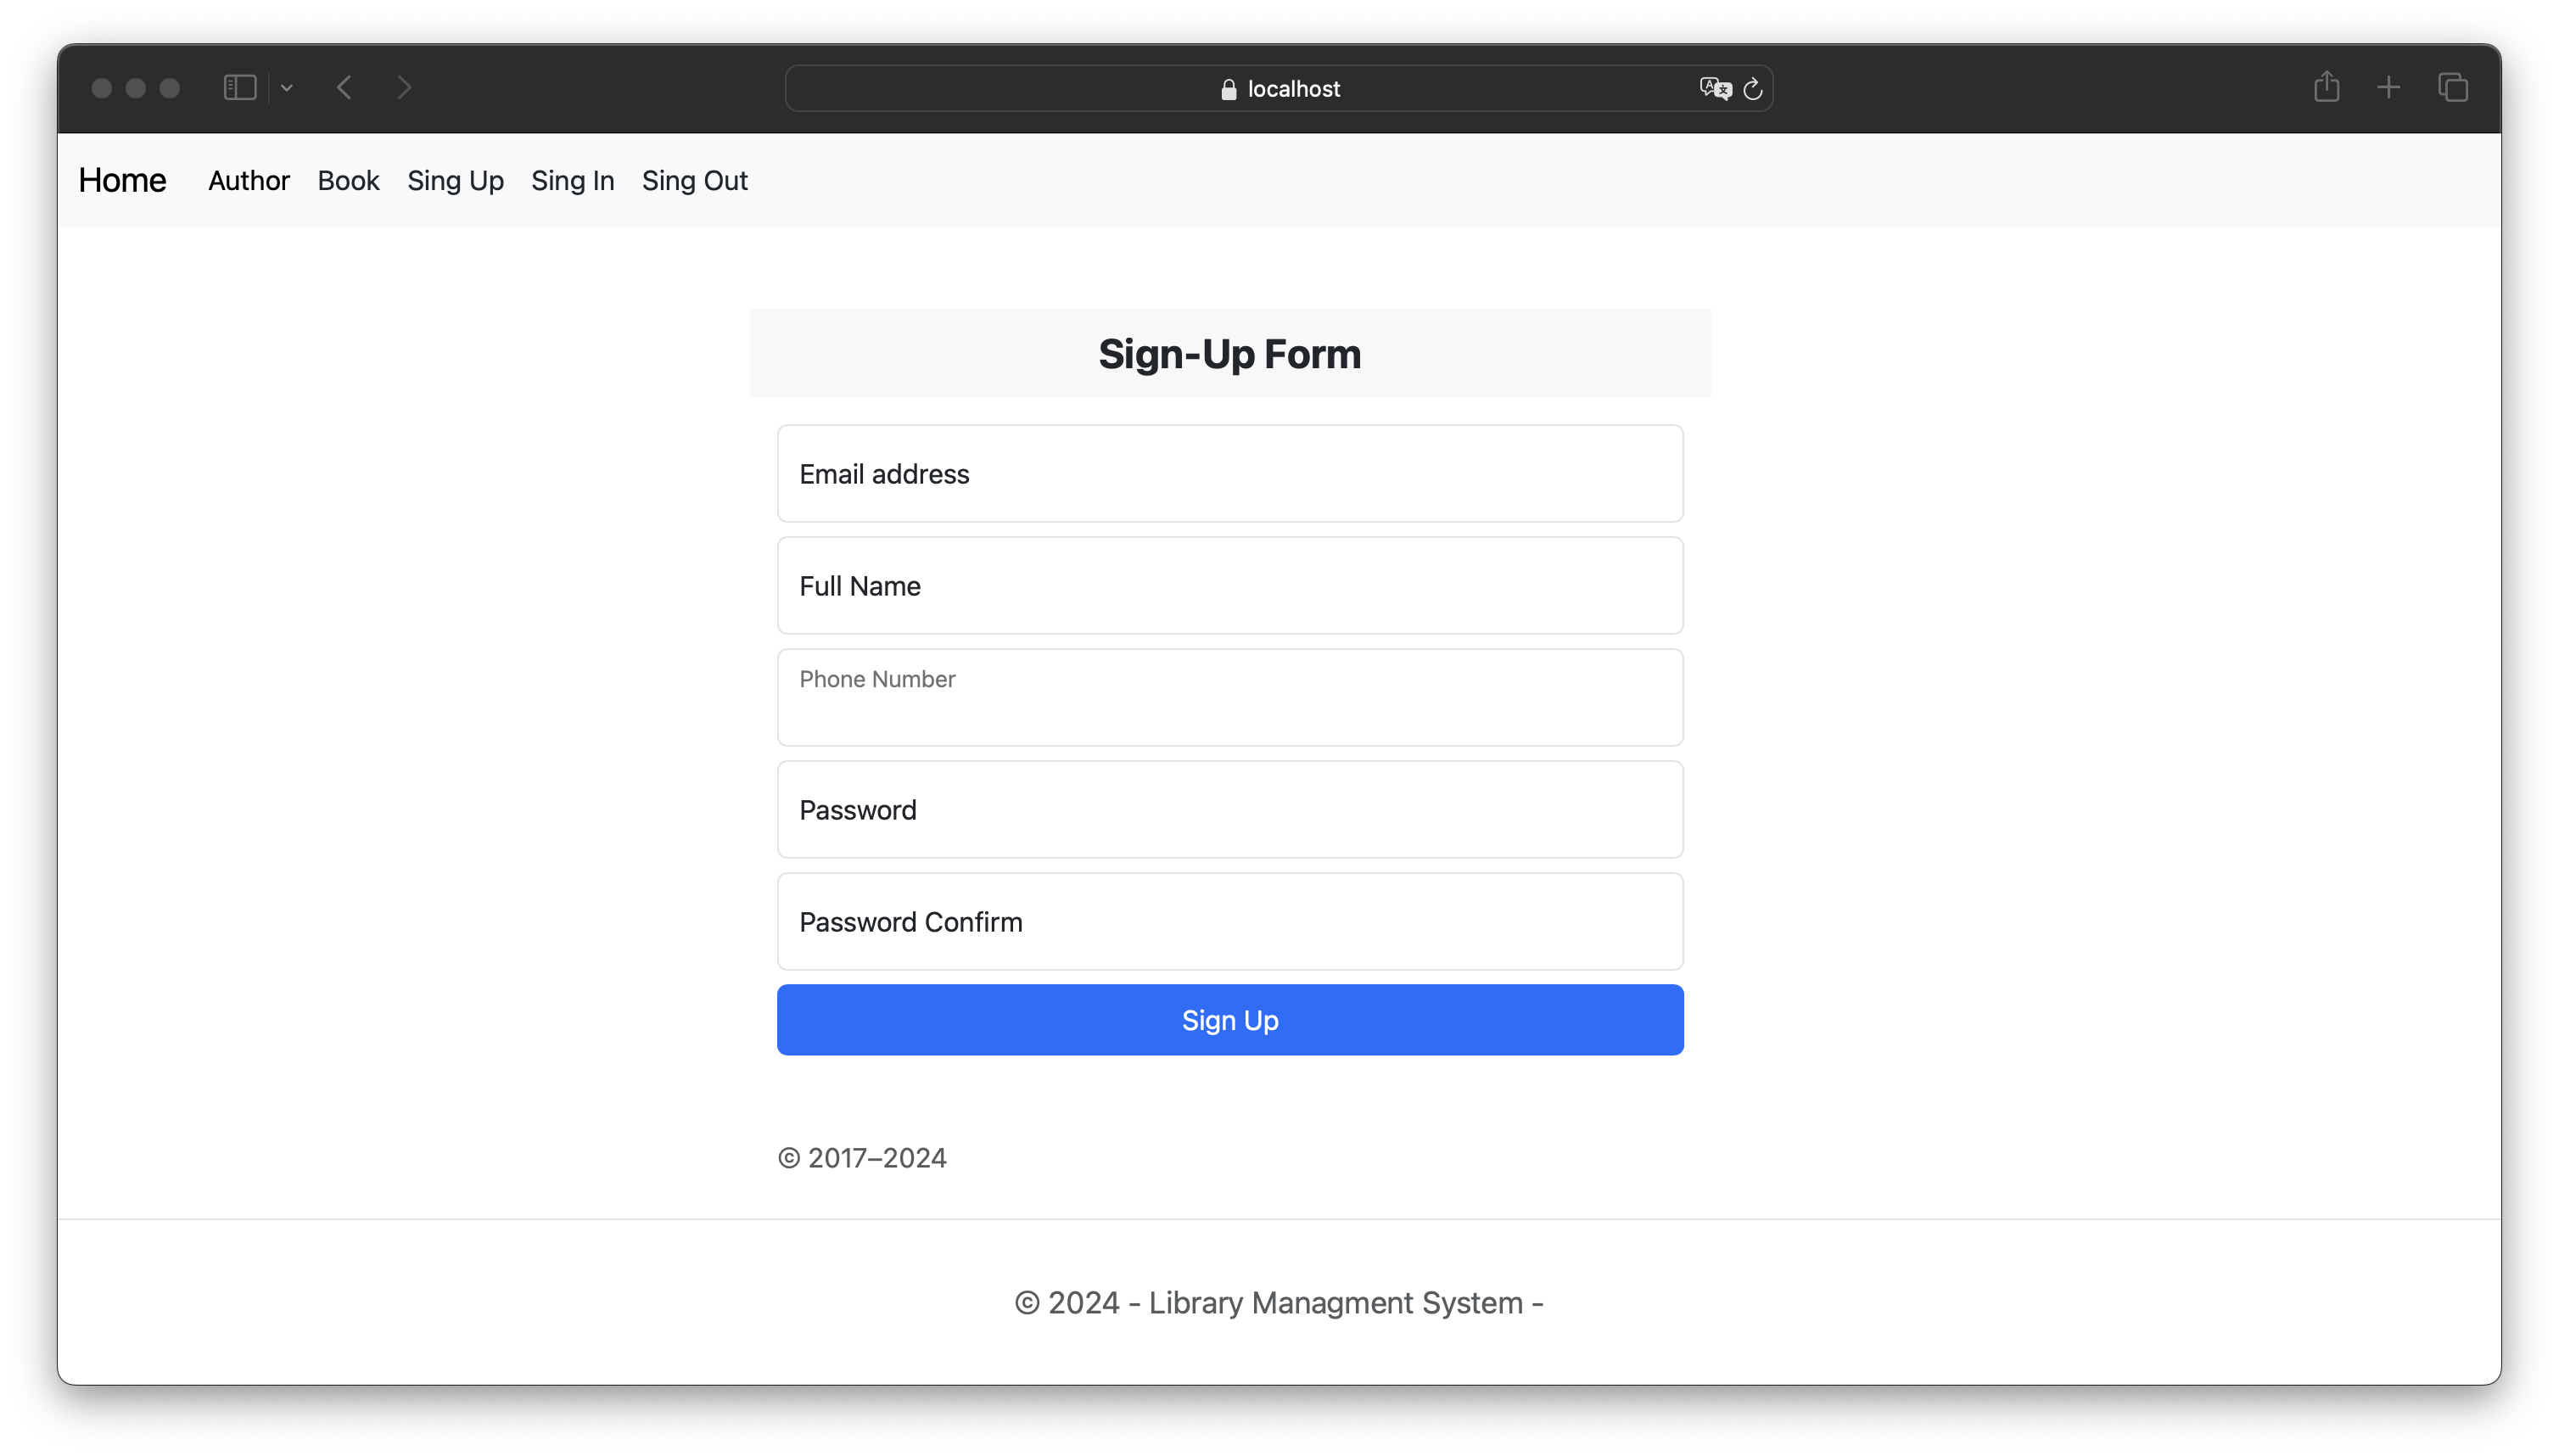 localhost
Home Author Book Sing Up Sing In Sing Out
Sign-Up Form
Email address
Full Name
Phone Number
Password
Password Confirm
Sign Up
© 2017–2024
© 2024 - Library Managment System -